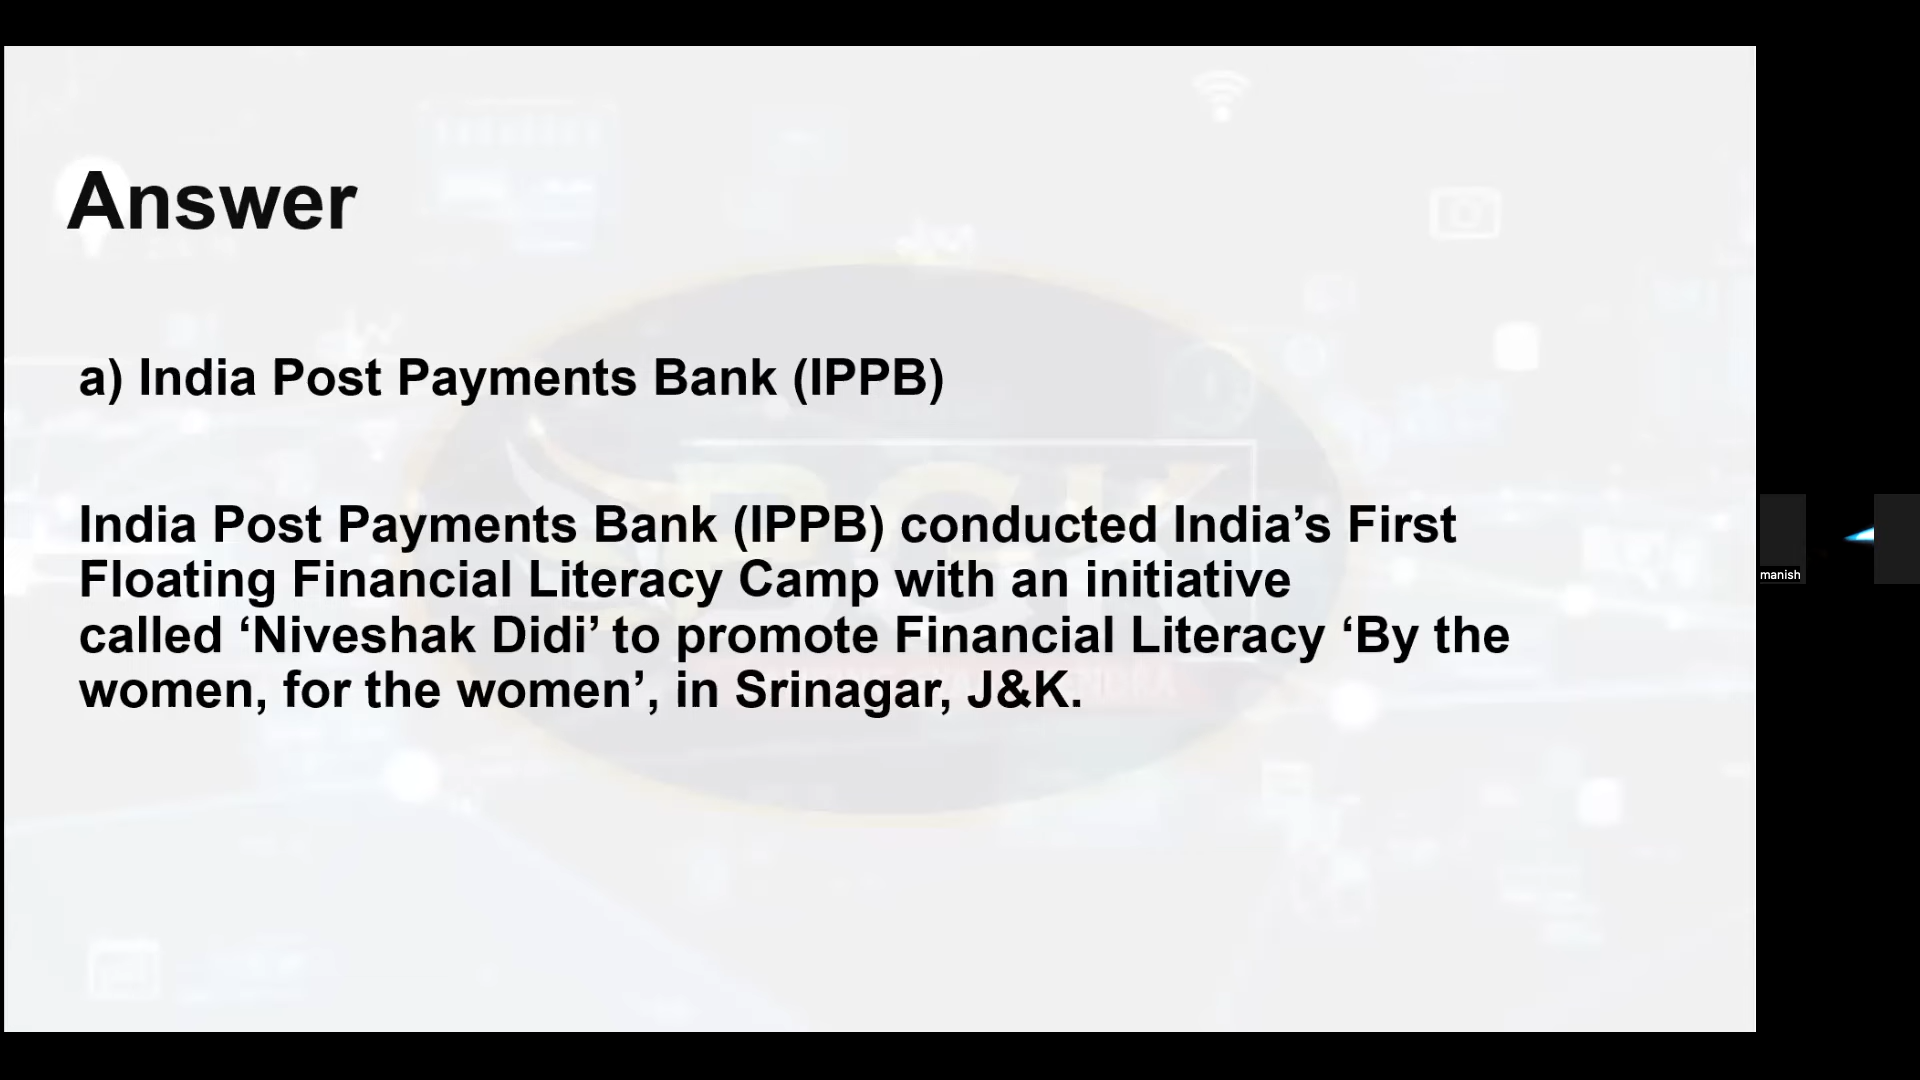 Answer
a) India Post Payments Bank (IPPB)
India Post Payments Bank (IPPB) conducted India’s First
Floating Financial Literacy Camp with an initiative
called ‘Niveshak Didi’ to promote Financial Literacy ‘By the
women, for the women’, in Srinagar, J&K.
manish
BGK